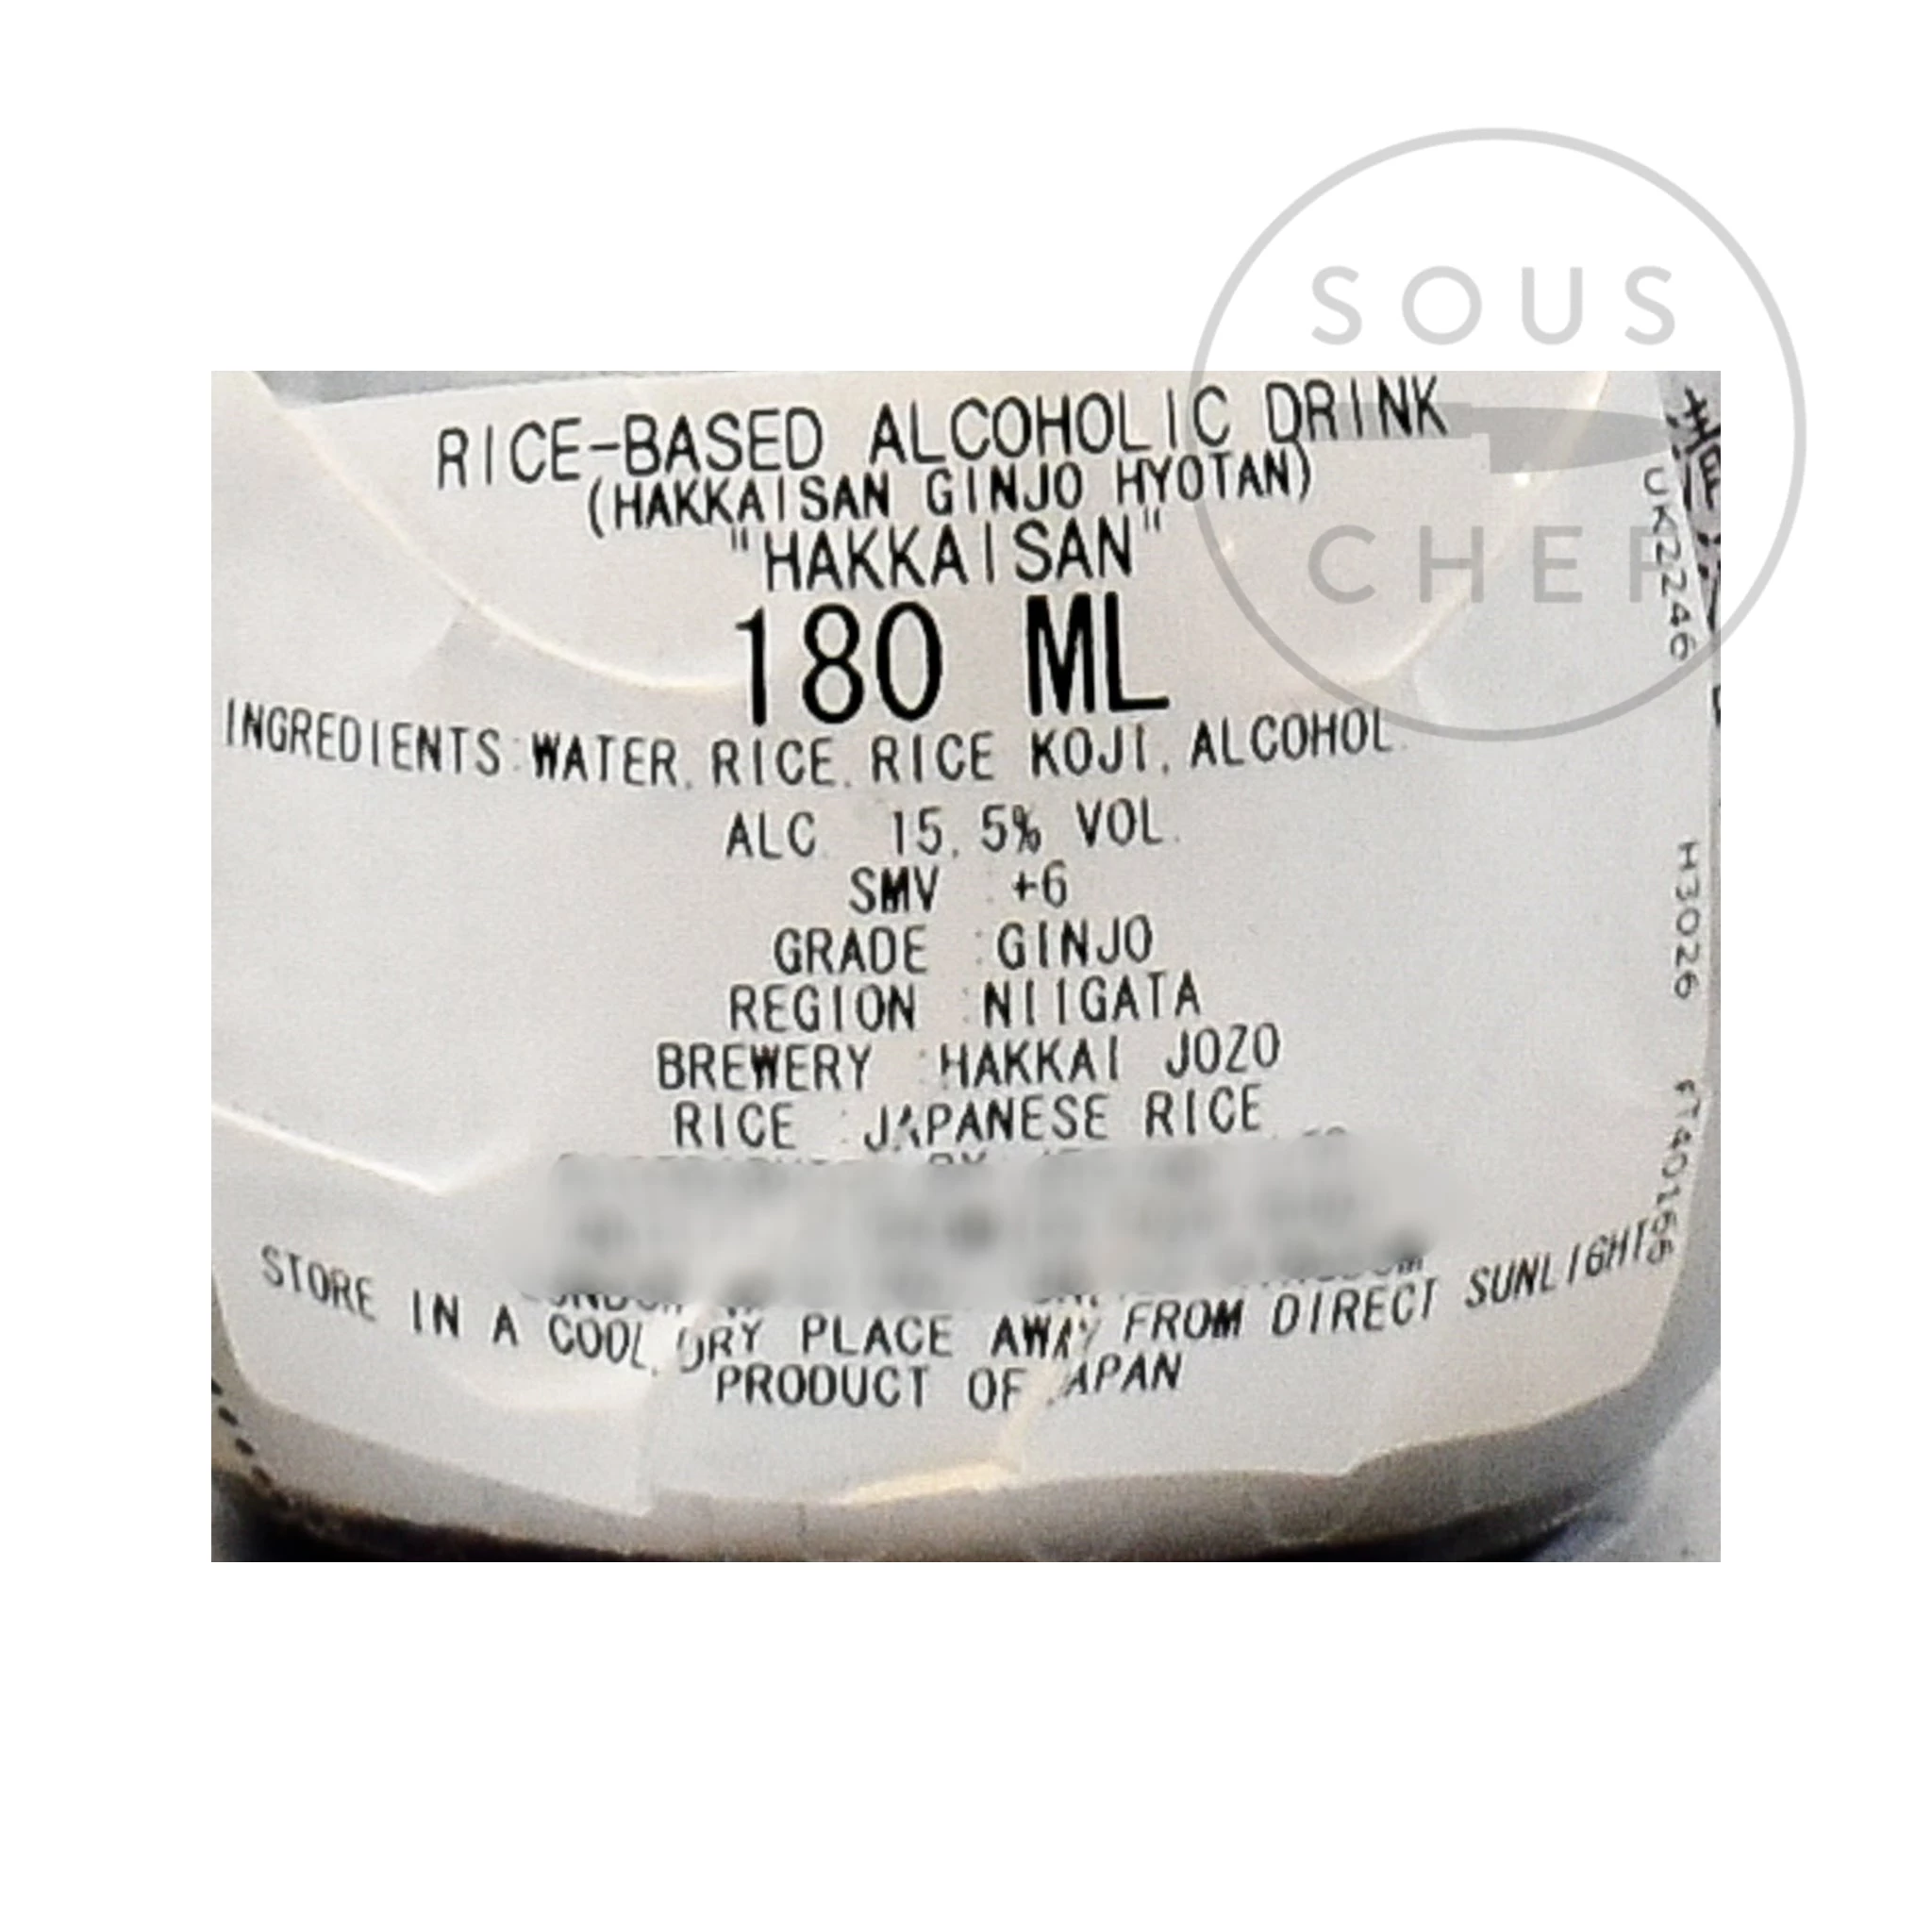 SOUS
CHEF
RICE-BASED ALCOHOLIC DRINK
(HAKKAISAN GINJO HYOTAN)
"HAKKAISAN"
180 ML
INGREDIENTS:WATER, RICE, RICE KOJI, ALCOHOL.
ALC. 15.5% VOL.
SMV :+6
GRADE :GINJO
REGION :NIIGATA
BREWERY :HAKKAI JOZO
RICE :JAPANESE RICE
STORE IN A COOL, DRY PLACE AWAY FROM DIRECT SUNLIGHT
PRODUCT OF JAPAN
UK2246
H3026